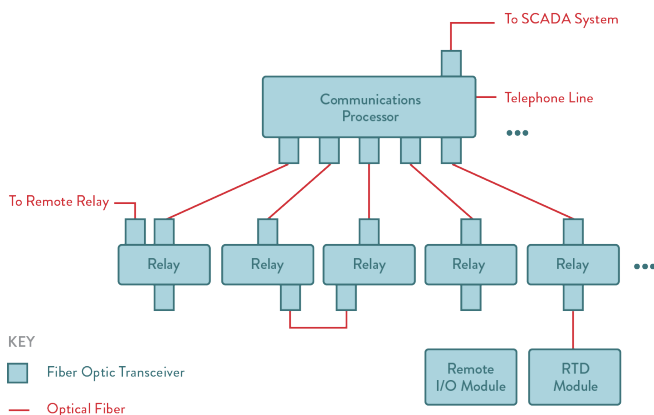 To SCADA System
Communications
Processor
Telephone Line
To Remote Relay
Relay
Relay
Relay
Relay
Relay
KEY
Fiber Optic Transceiver
Optical Fiber
Remote
I/O Module
RTD
Module